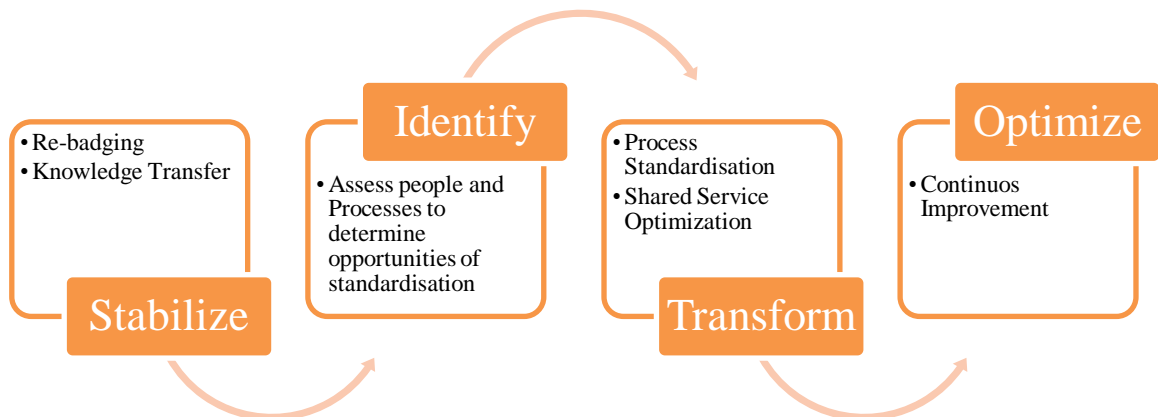 • Re-badging
• Knowledge Transfer
Stabilize
Identify
• Assess people and
Processes to
determine
opportunities of
standardisation
• Process
Standardisation
• Shared Service
Optimization
Transform
Optimize
• Continuos
Improvement